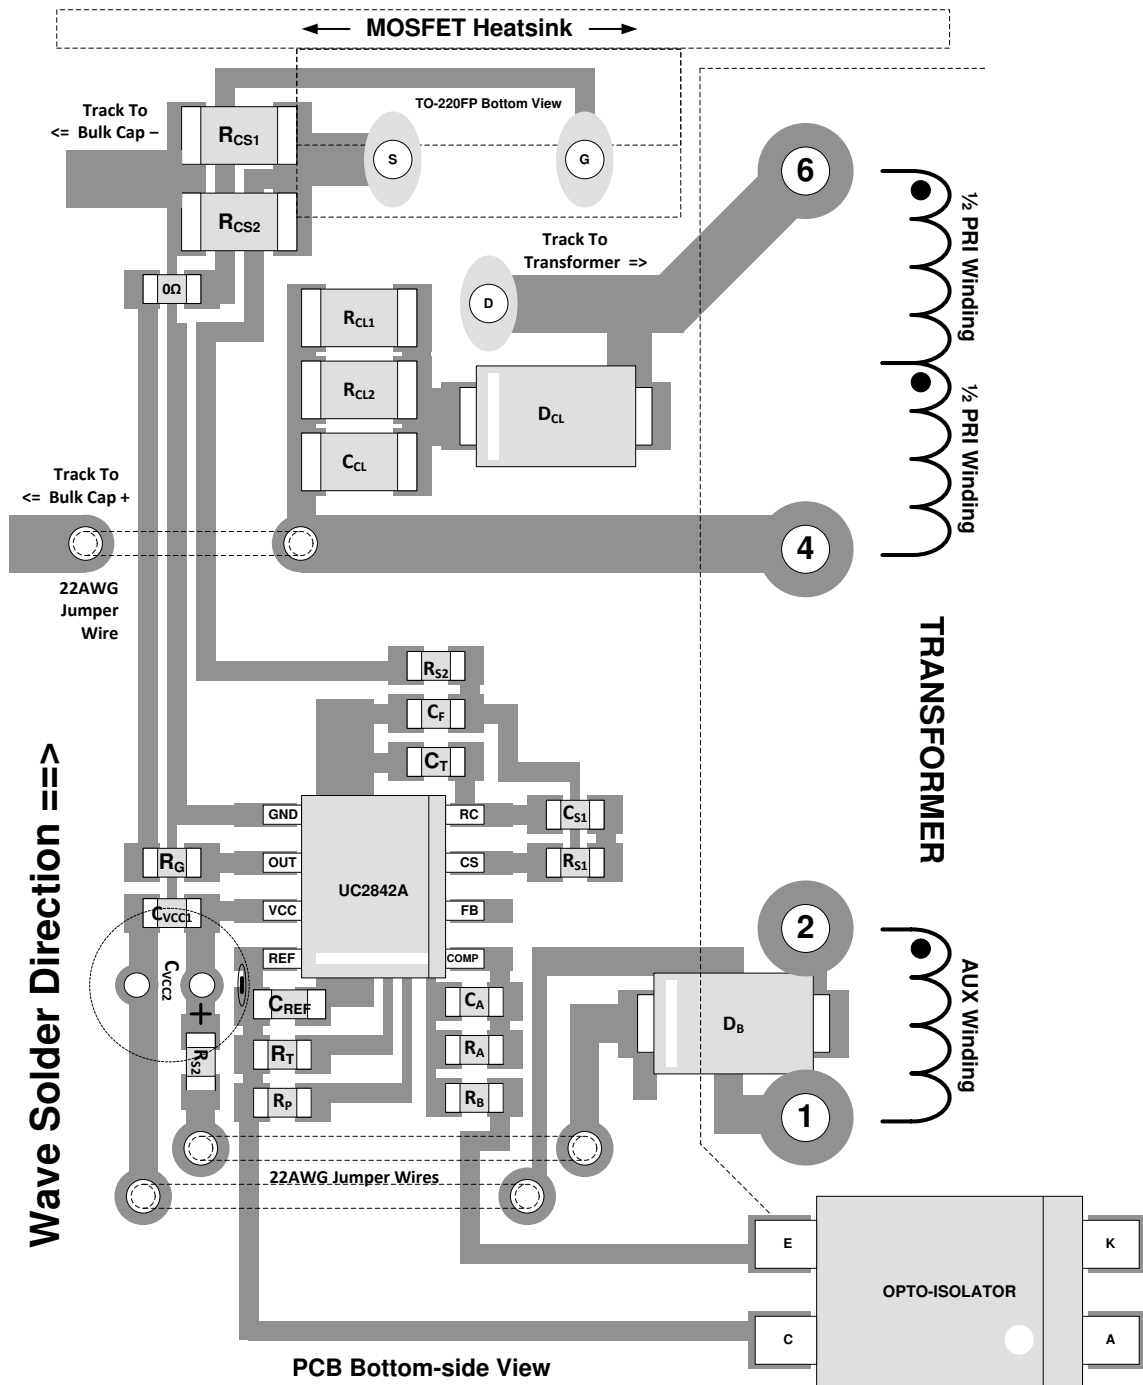 MOSFET Heatsink
Track To
<= Bulk Cap –
TO-220FP Bottom View
RCS1
S
G
6
½ PRI Winding
RCS2
Track To
Transformer =>
0Ω
D
RCL1
RCL2
DCL
½ PRI Winding
CCL
Track To
<= Bulk Cap +
4
22AWG
Jumper
Wire
TRANSFORMER
RS2
CF
CT
Wave Solder Direction ==>
GND
RC
CS1
RG
OUT
CS
RS1
UC2842A
CVCC1
VCC
FB
2
REF
COMP
CVCC2
+
AUX Winding
CREF
CA
DB
RS2
RT
RA
RP
RB
1
22AWG Jumper Wires
E
K
OPTO-ISOLATOR
C
A
PCB Bottom-side View